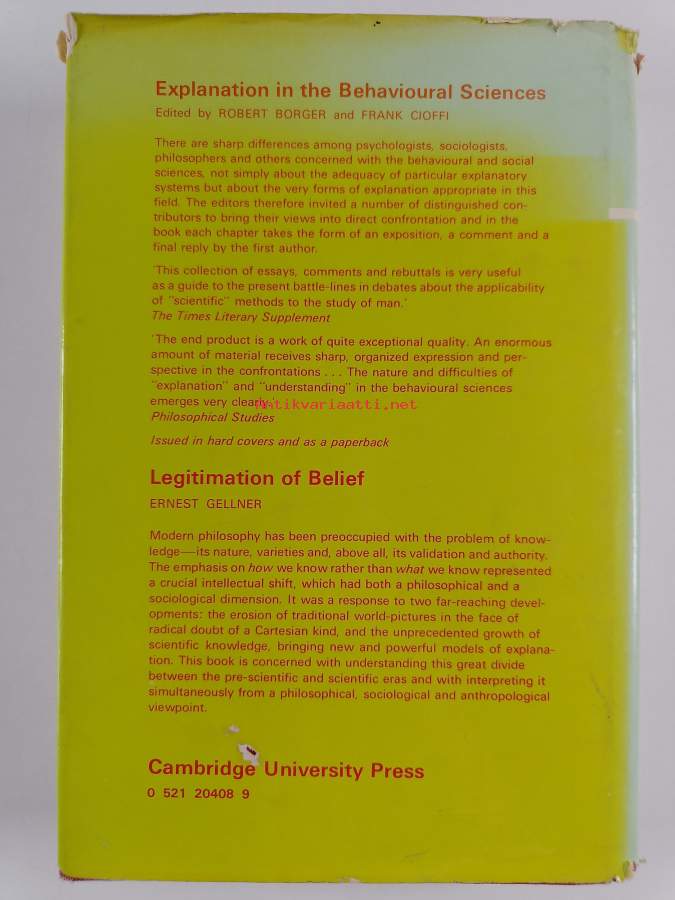 Explanation in the Behavioural Sciences
Edited by ROBERT BORGER and FRANK CIOFFI
There are sharp differences among psychologists, sociologists,
philosophers and others concerned with the behavioural and social
sciences, not simply about the adequacy of particular explanatory
systems but about the very forms of explanation appropriate in this
field. The editors therefore invited a number of distinguished con-
tributors to bring their views into direct confrontation and in the
book each chapter takes the form of an exposition, a comment and a
final reply by the first author.
'This collection of essays, comments and rebuttals is very useful
as a guide to the present battle-lines in debates about the applicability
of "scientific" methods to the study of man.'
The Times Literary Supplement
'The end product is a work of quite exceptional quality. An enormous
amount of material receives sharp, organized expression and per-
spective in the confrontations . . . The nature and difficulties of
"explanation" and "understanding" in the behavioural sciences
emerges very clearly.'
Antikvariaatti.net
Philosophical Studies
Issued in hard covers and as a paperback
Legitimation of Belief
ERNEST GELLNER
Modern philosophy has been preoccupied with the problem of know-
ledge—its nature, varieties and, above all, its validation and authority.
The emphasis on how we know rather than what we know represented
a crucial intellectual shift, which had both a philosophical and a
sociological dimension. It was a response to two far-reaching devel-
opments: the erosion of traditional world-pictures in the face of
radical doubt of a Cartesian kind, and the unprecedented growth of
scientific knowledge, bringing new and powerful models of explana-
tion. This book is concerned with understanding this great divide
between the pre-scientific and scientific eras and with interpreting it
simultaneously from a philosophical, sociological and anthropological
viewpoint.
Cambridge University Press
0 521 20408 9